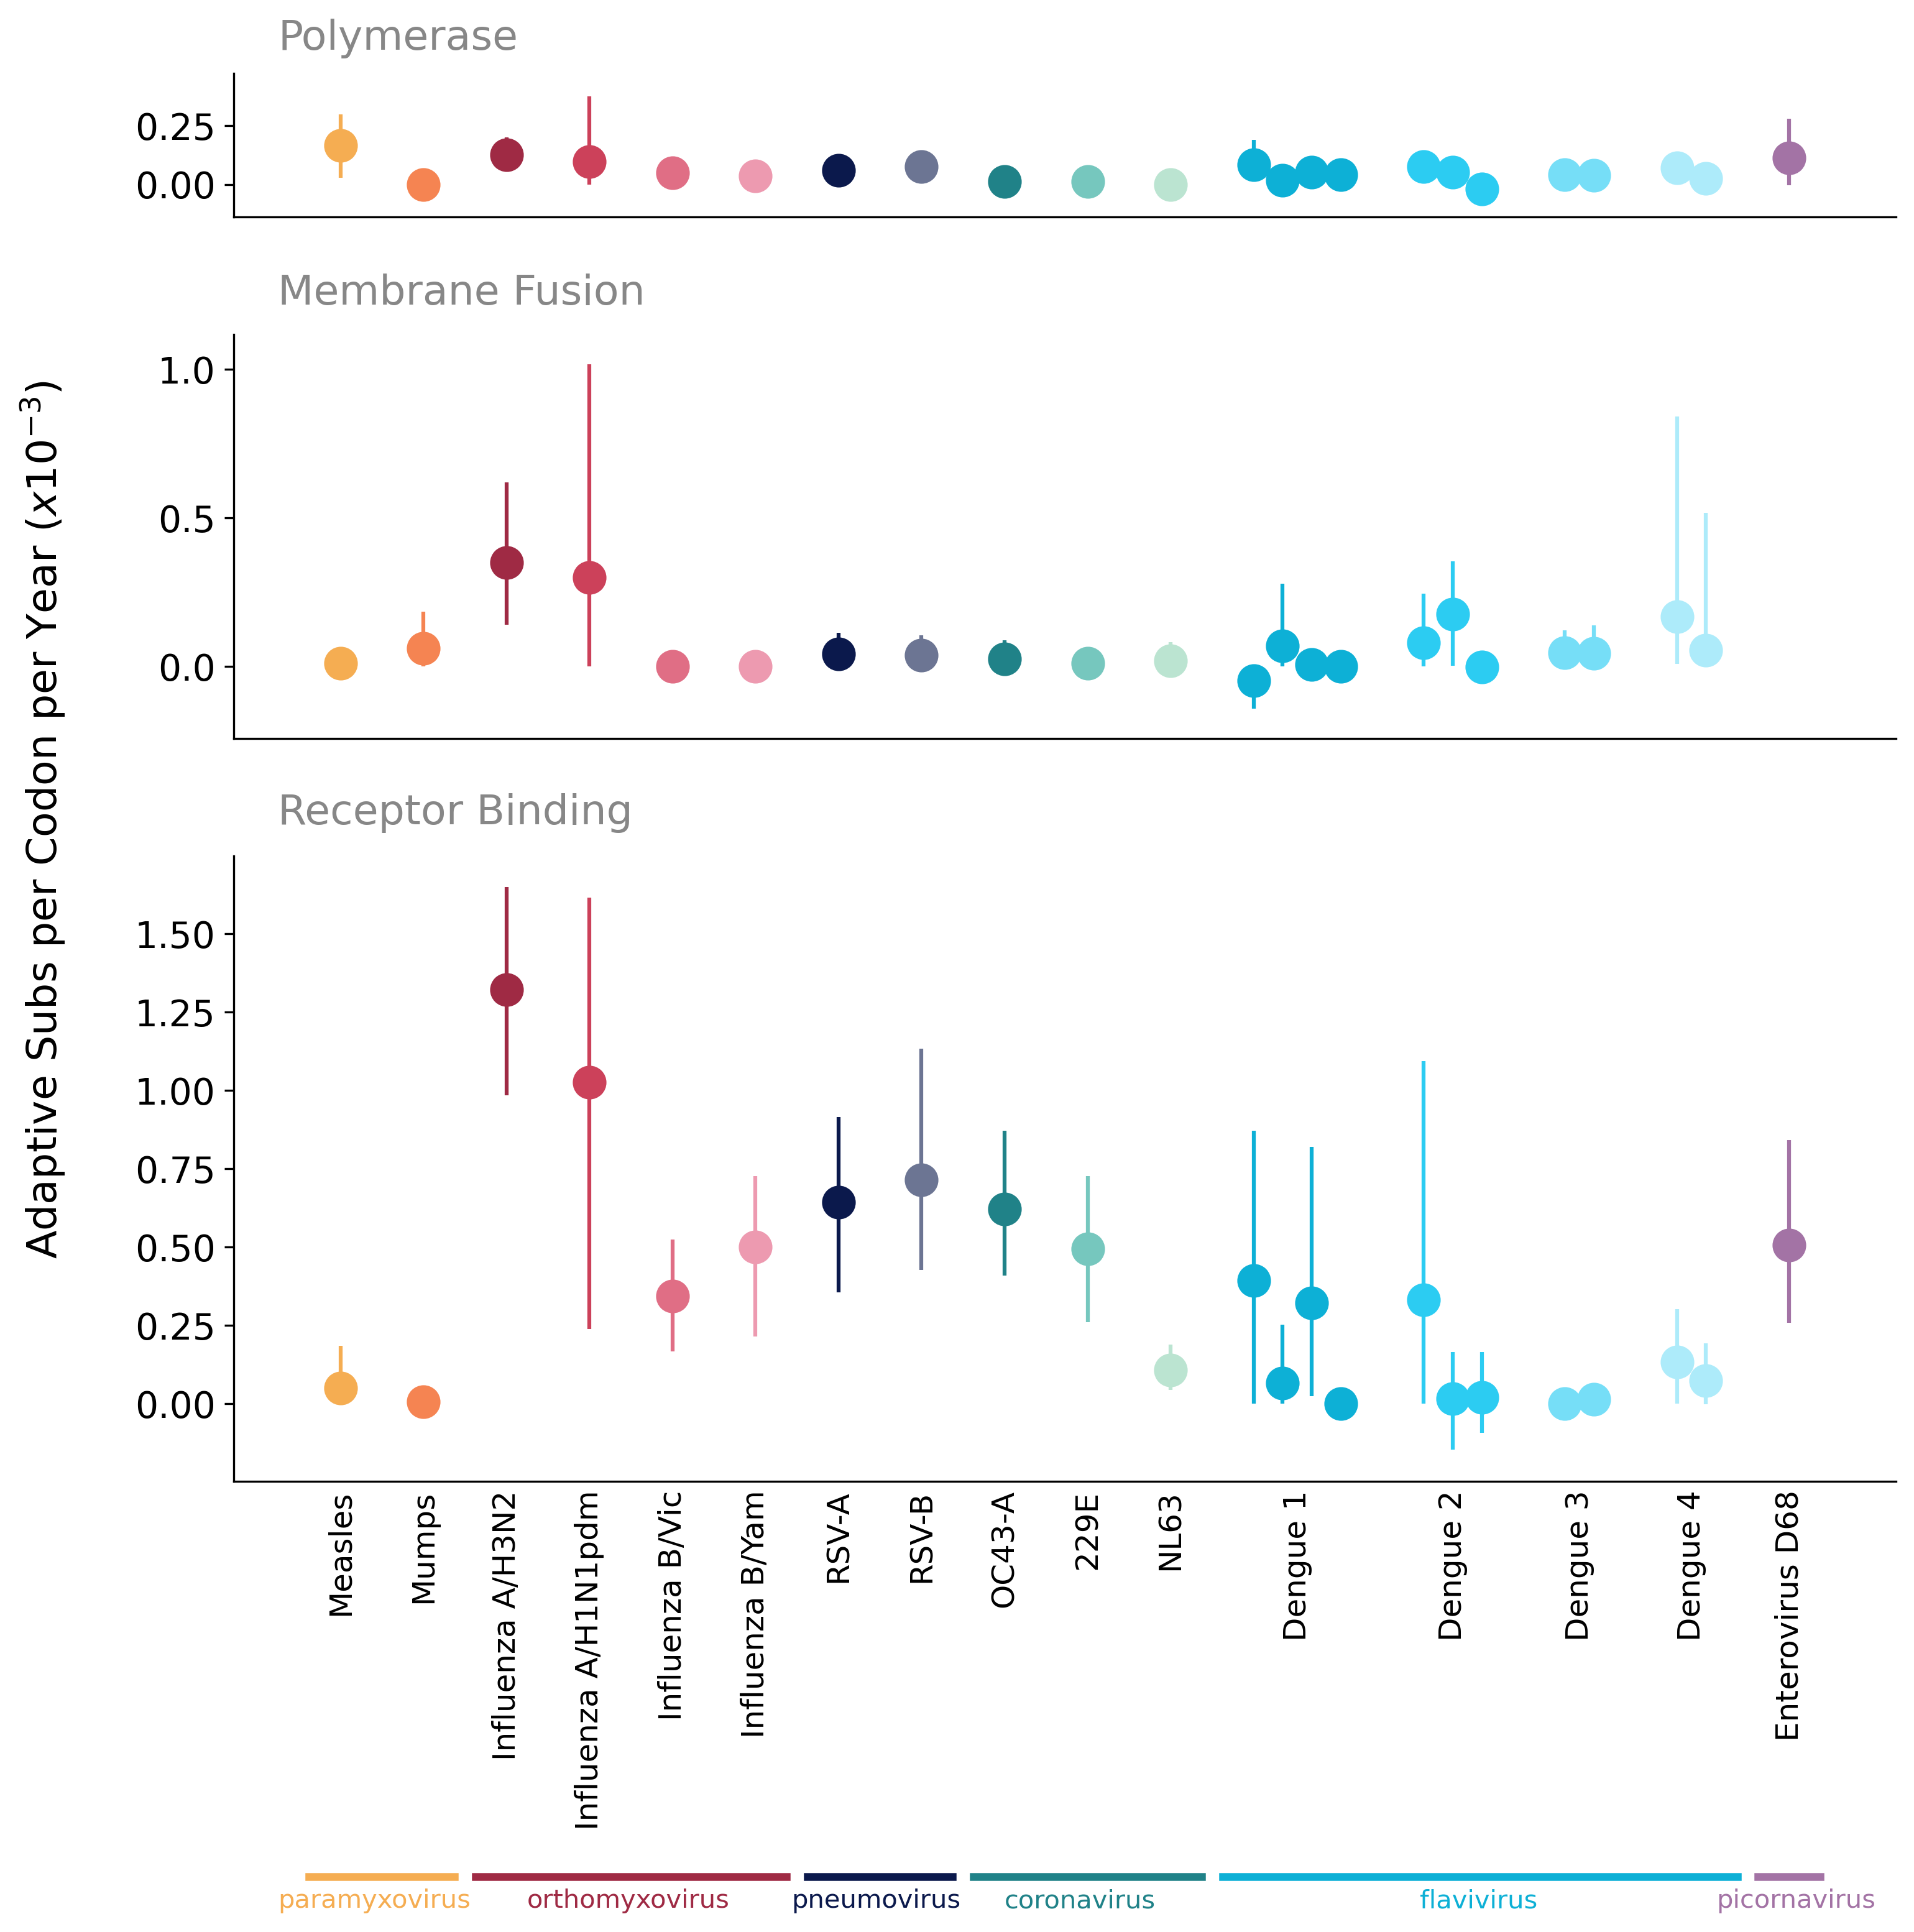 Polymerase
0.25
0.00
Membrane Fusion
1.0
0.5
0.0
Adaptive Subs per Codon per Year (x10⁻³)
Receptor Binding
1.50
1.25
1.00
0.75
0.50
0.25
0.00
Measles
Mumps
Influenza A/H3N2
Influenza A/H1N1pdm
Influenza B/Vic
Influenza B/Yam
RSV-A
RSV-B
OC43-A
229E
NL63
Dengue 1
Dengue 2
Dengue 3
Dengue 4
Enterovirus D68
paramyxovirus
orthomyxovirus
pneumovirus
coronavirus
flavivirus
picornavirus